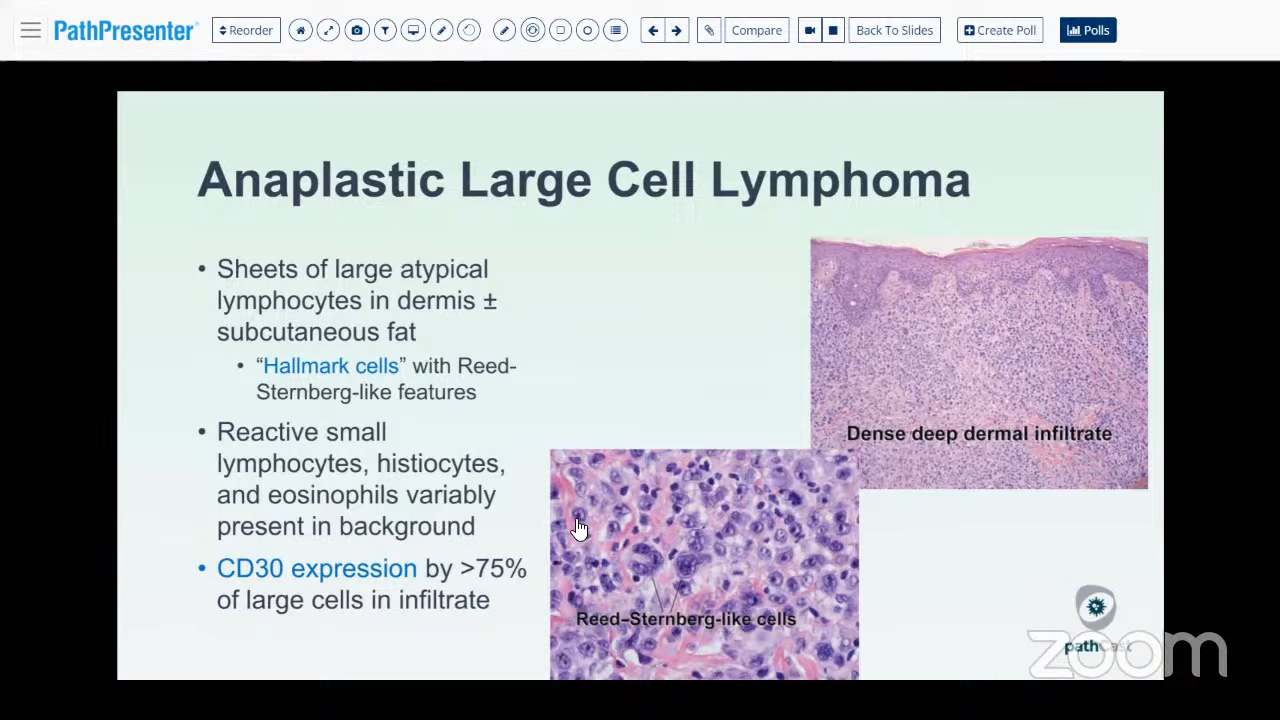 PathPresenter
Reorder
Compare
Back To Slides
Create Poll
Polls
Anaplastic Large Cell Lymphoma
• Sheets of large atypical
lymphocytes in dermis ±
subcutaneous fat
• “Hallmark cells” with Reed-
Sternberg-like features
• Reactive small
lymphocytes, histiocytes,
and eosinophils variably
present in background
• CD30 expression by >75%
of large cells in infiltrate
Dense deep dermal infiltrate
Reed–Sternberg-like cells
pathCast
zoom